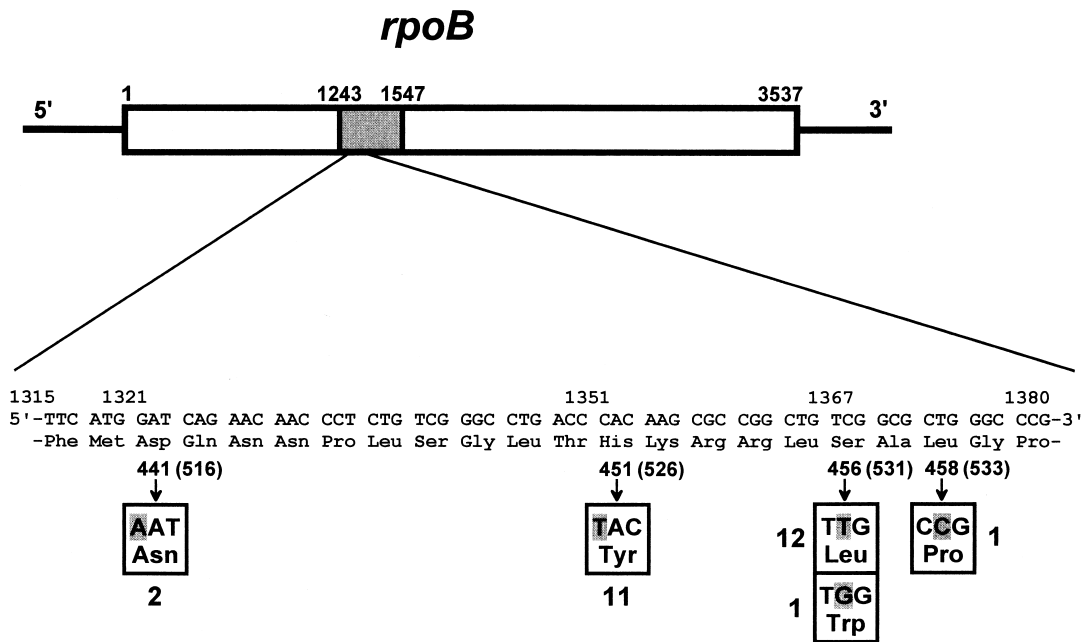 rpoB
5' 1 1243 1547 3537 3'
1315 1321 1351 1367 1380
5'-TTC ATG GAT CAG AAC AAC CCT CTG TCG GGC CTG ACC CAC AAG CGC CGG CTG TCG GCG CTG GGC CCG-3'
-Phe Met Asp Gln Asn Asn Pro Leu Ser Gly Leu Thr His Lys Arg Arg Leu Ser Ala Leu Gly Pro-
441 (516) 451 (526) 456 (531) 458 (533)
AAT TAC 12 TTG CCG 1
Asn Tyr Leu Pro
2 11 1 TGG
Trp